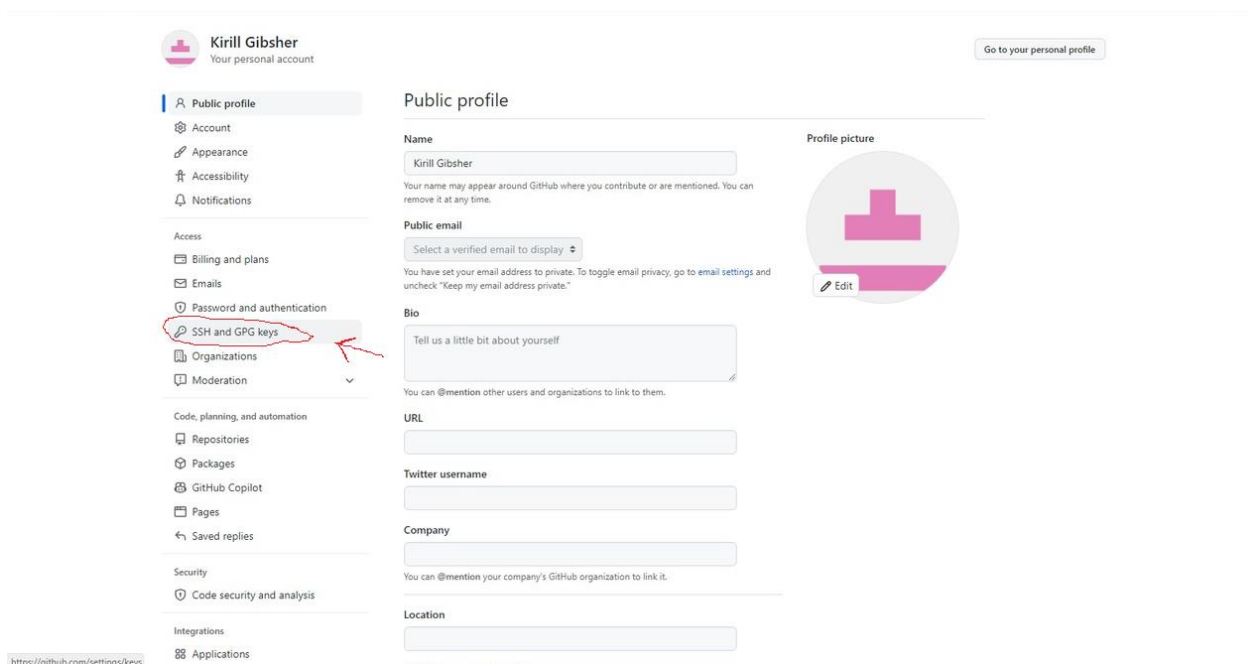 Kirill Gibsher
Your personal account
Go to your personal profile
Public profile
Account
Appearance
Accessibility
Notifications
Access
Billing and plans
Emails
Password and authentication
SSH and GPG keys
Organizations
Moderation
Code, planning, and automation
Repositories
Packages
GitHub Copilot
Pages
Saved replies
Security
Code security and analysis
Integrations
Applications
Public profile
Name
Kirill Gibsher
Your name may appear around GitHub where you contribute or are mentioned. You can
remove it at any time.
Public email
Select a verified email to display
You have set your email address to private. To toggle email privacy, go to email settings and
uncheck "Keep my email address private."
Bio
Tell us a little bit about yourself
You can @mention other users and organizations to link to them.
URL
Twitter username
Company
You can @mention your company's GitHub organization to link it.
Location
Profile picture
Edit
https://github.com/settings/keys